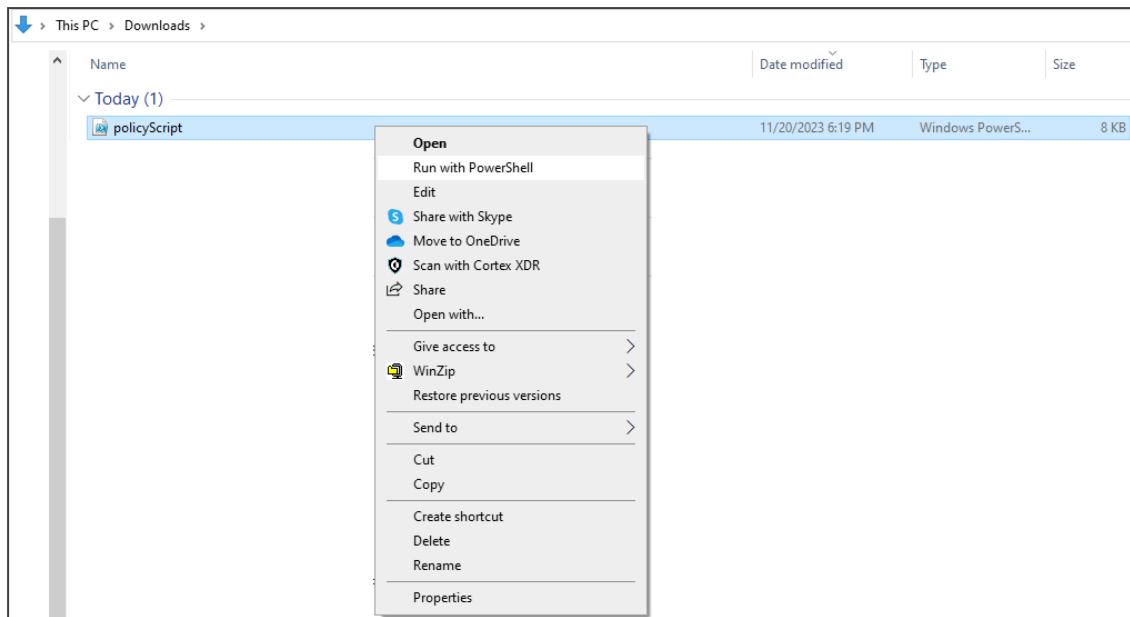 This PC > Downloads >
Name Date modified Type Size
Today (1)
policyScript 11/20/2023 6:19 PM Windows PowerS... 8 KB
Open
Run with PowerShell
Edit
Share with Skype
Move to OneDrive
Scan with Cortex XDR
Share
Open with...
Give access to
WinZip
Restore previous versions
Send to
Cut
Copy
Create shortcut
Delete
Rename
Properties